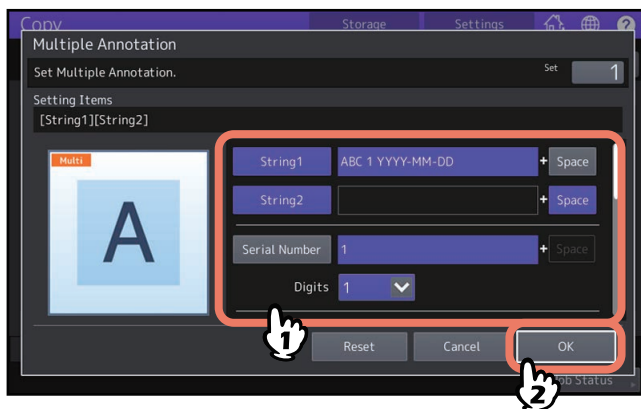 Copy Storage Settings
Multiple Annotation
Set Multiple Annotation. Set 1
Setting Items
[String1][String2]
Multi
A
String1 ABC 1 YYYY-MM-DD + Space
String2 + Space
Serial Number 1 + Space
Digits 1
1
Reset Cancel OK
2
Job Status